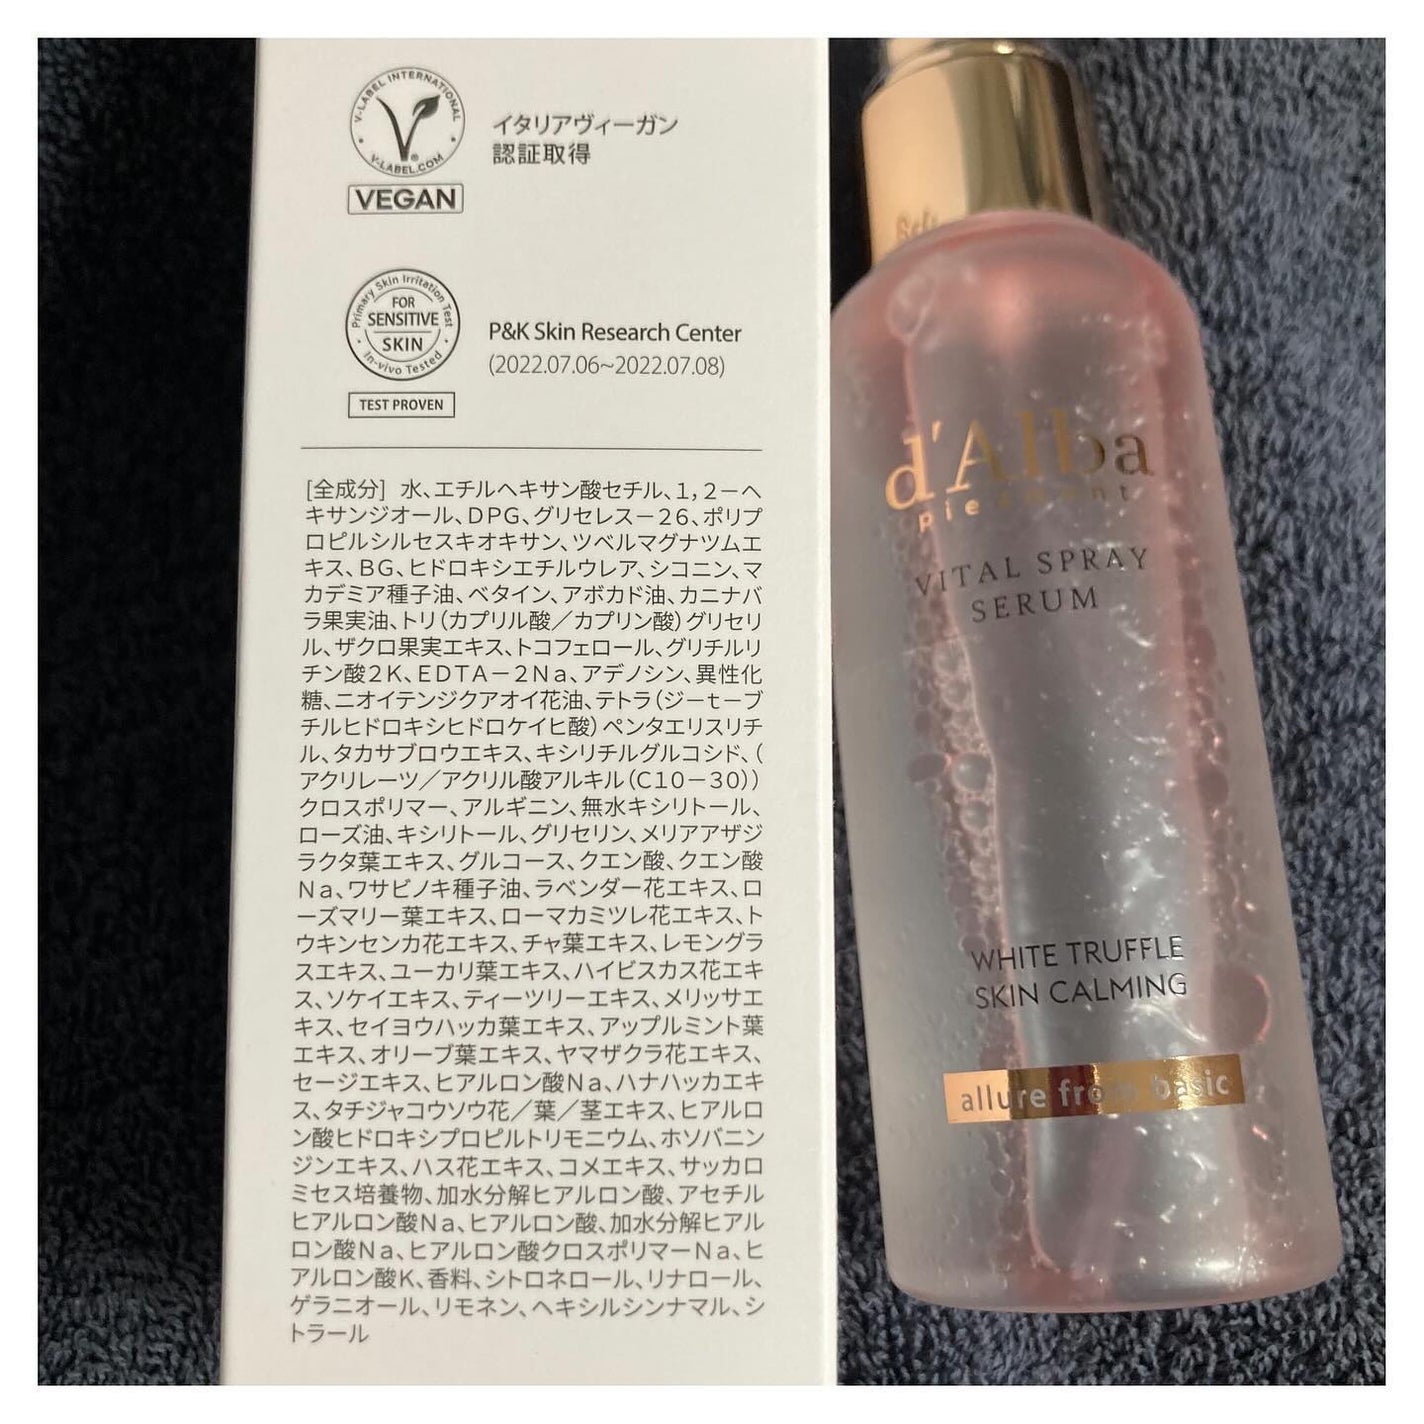 V-LABEL INTERNATIONAL
V-LABEL.COM
VEGAN
イタリアヴィーガン
認証取得
Primary Skin Irritation Test
FOR
SENSITIVE
SKIN
In-vivo Tested
TEST PROVEN
P&K Skin Research Center
(2022.07.06~2022.07.08)
[全成分] 水、エチルヘキサン酸セチル、1,2-ヘ
キサンジオール、DPG、グリセレス-26、ポリプ
ロピルシルセスキオキサン、ツベルマグナツムエ
キス、BG、ヒドロキシエチルウレア、シコニン、マ
カデミア種子油、ベタイン、アボカド油、カニナバ
ラ果実油、トリ(カプリル酸/カプリン酸)グリセリ
ル、ザクロ果実エキス、トコフェロール、グリチルリ
チン酸2K、EDTA-2Na、アデノシン、異性化
糖、ニオイテンジクアオイ花油、テトラ(ジ-t-ブ
チルヒドロキシヒドロケイヒ酸)ペンタエリスリチ
ル、タカサブロウエキス、キシリチルグルコシド、(
アクリレーツ/アクリル酸アルキル(C10-30))
クロスポリマー、アルギニン、無水キシリトール、
ローズ油、キシリトール、グリセリン、メリアアザジ
ラクタ葉エキス、グルコース、クエン酸、クエン酸
Na、ワサビノキ種子油、ラベンダー花エキス、ロ
ーズマリー葉エキス、ローマカミツレ花エキス、ト
ウキンセンカ花エキス、チャ葉エキス、レモングラ
スエキス、ユーカリ葉エキス、ハイビスカス花エキ
ス、ソケイエキス、ティーツリーエキス、メリッサエ
キス、セイヨウハッカ葉エキス、アップルミント葉
エキス、オリーブ葉エキス、ヤマザクラ花エキス、
セージエキス、ヒアルロン酸Na、ハナハッカエキ
ス、タチジャコウソウ花/葉/茎エキス、ヒアルロ
ン酸ヒドロキシプロピルトリモニウム、ホソバニン
ジンエキス、ハス花エキス、コメエキス、サッカロ
ミセス培養物、加水分解ヒアルロン酸、アセチル
ヒアルロン酸Na、ヒアルロン酸、加水分解ヒアル
ロン酸Na、ヒアルロン酸クロスポリマーNa、ヒ
アルロン酸K、香料、シトロネロール、リナロール、
ゲラニオール、リモネン、ヘキシルシンナマル、シ
トラール
d'Alba
Piedmont
VITAL SPRAY
SERUM
WHITE TRUFFLE
SKIN CALMING
allure from basic